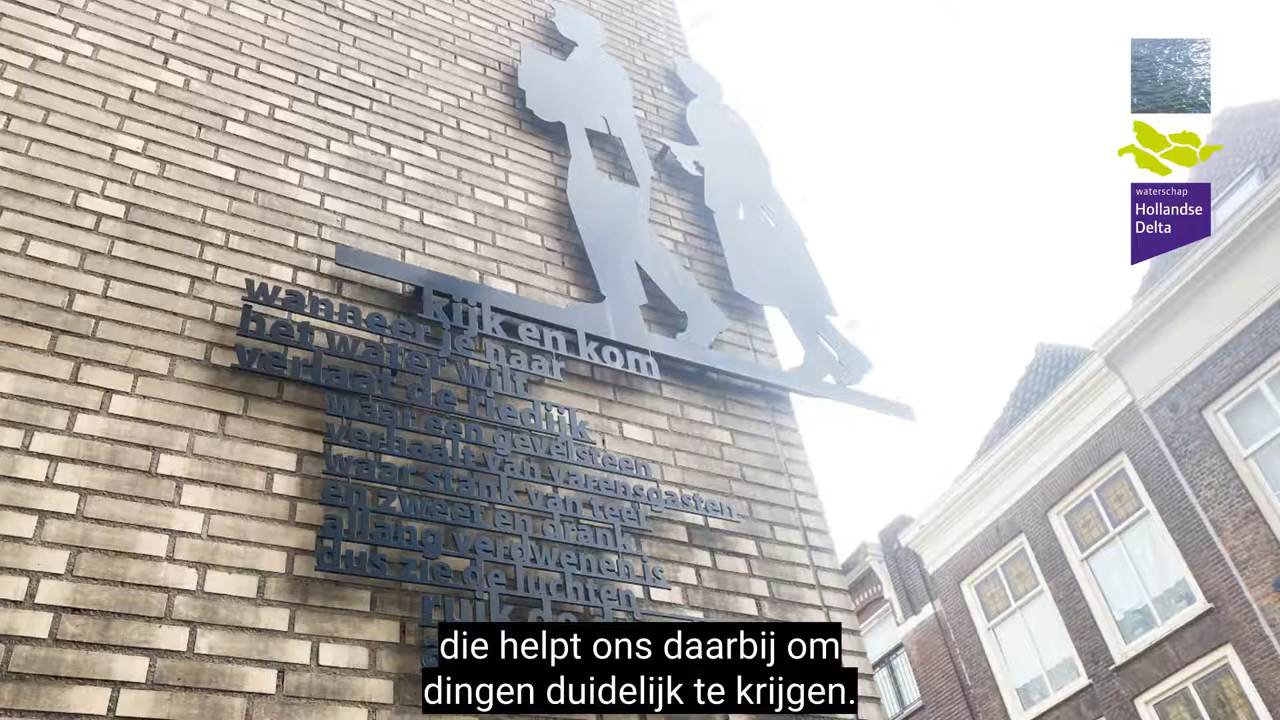 kijk en kom
wanneer je naar
het water wilt
verlaat de riedijk
waar een gevelsteen
verhaalt van varensgasten
waar stank van teer
en zweet en drank
allang verdwenen is
dus zie de luchten
ruik de
waterschap
Hollandse
Delta
die helpt ons daarbij om
dingen duidelijk te krijgen.